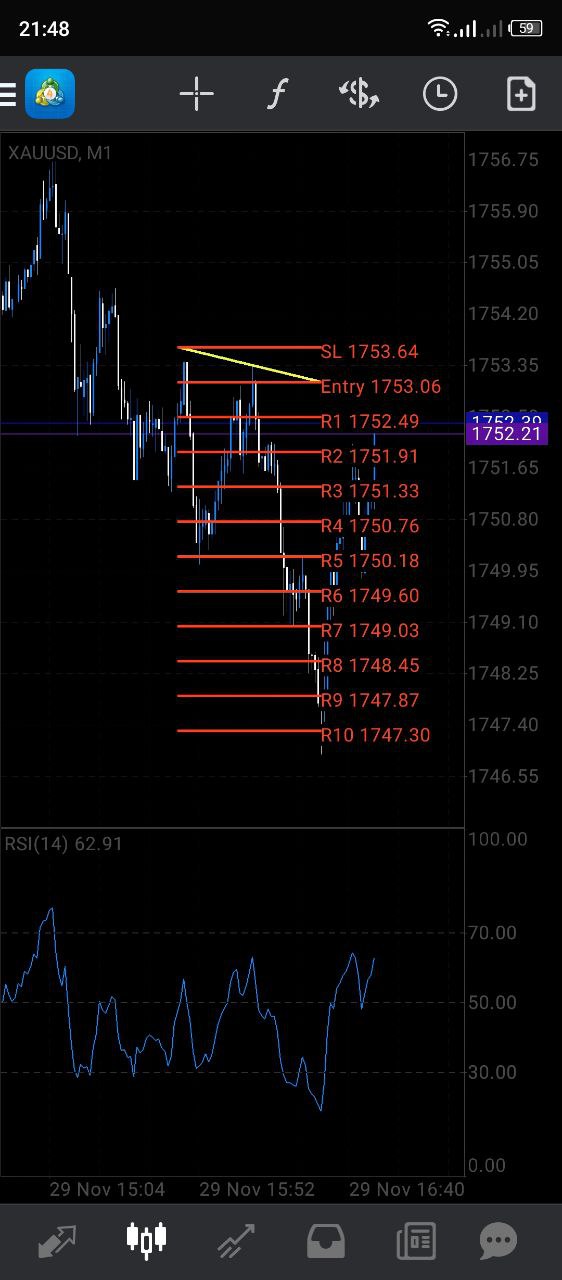 21:48
59
XAUUSD, M1
1756.75
1755.90
1755.05
1754.20
SL 1753.64
1753.35
Entry 1753.06
R1 1752.49
1752.39
1752.21
R2 1751.91
1751.65
R3 1751.33
R4 1750.76
1750.80
R5 1750.18
1749.95
R6 1749.60
R7 1749.03
1749.10
R8 1748.45
1748.25
R9 1747.87
R10 1747.30
1747.40
1746.55
RSI(14) 62.91
100.00
70.00
50.00
30.00
0.00
29 Nov 15:04
29 Nov 15:52
29 Nov 16:40